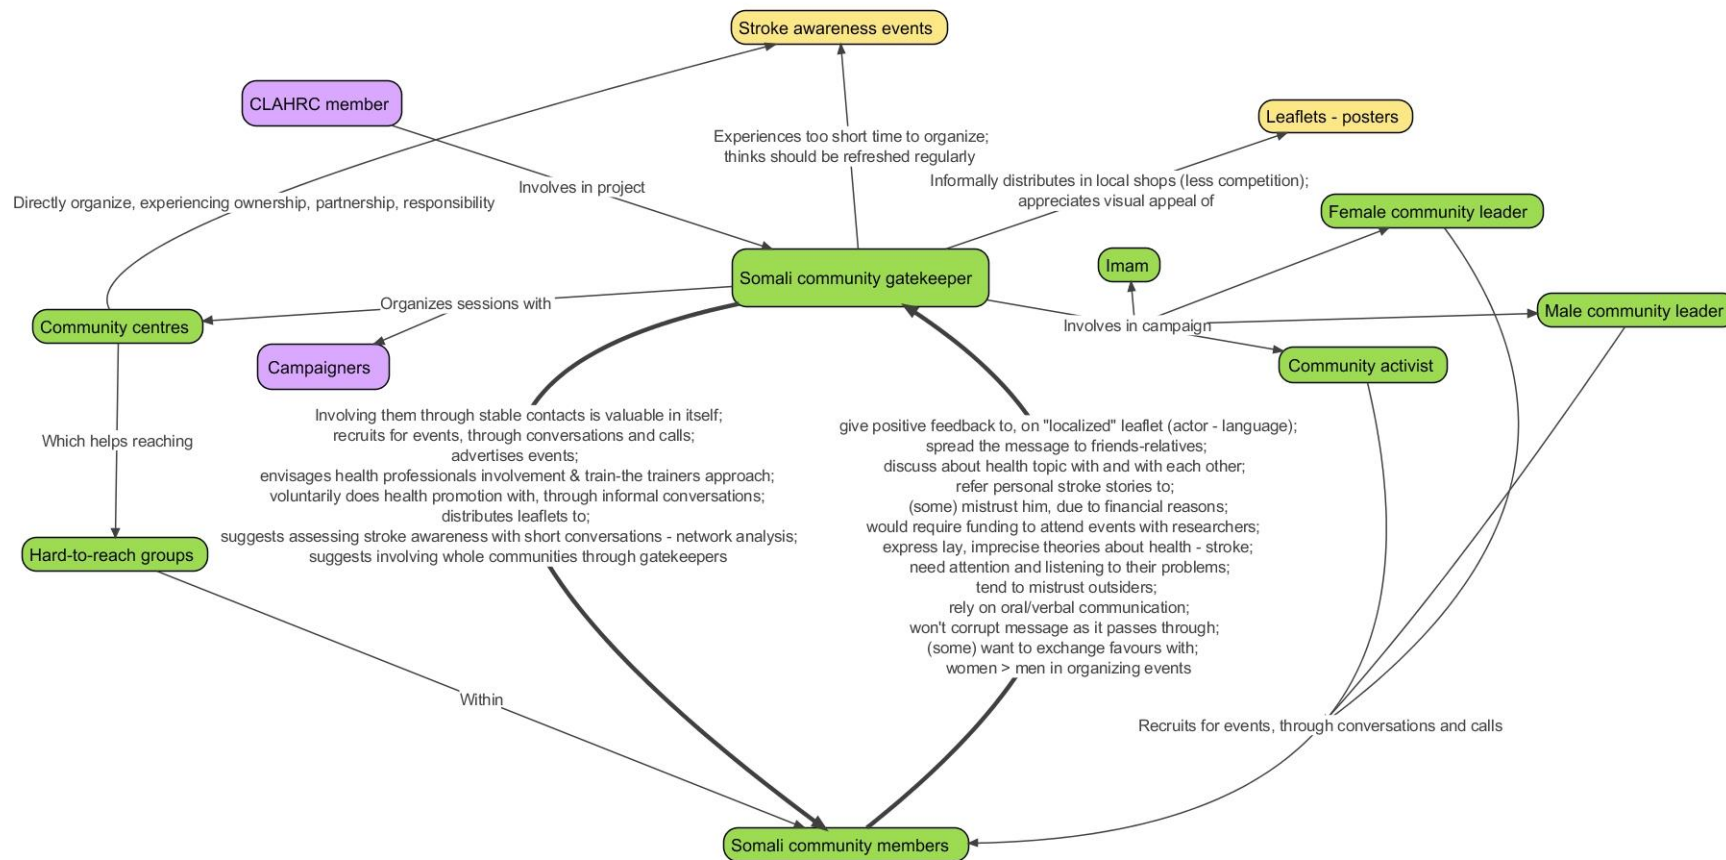 Stroke awareness events
CLAHRC member
Leaflets - posters
Experiences too short time to organize;
thinks should be refreshed regularly
Informally distributes in local shops (less competition);
appreciates visual appeal of
Involves in project
Directly organize, experiencing ownership, partnership, responsibility
Female community leader
Somali community gatekeeper
Imam
Organizes sessions with
Male community leader
Community centres
Involves in campaign
Campaigners
Community activist
Involving them through stable contacts is valuable in itself;
recruits for events, through conversations and calls;
advertises events;
envisages health professionals involvement & train-the trainers approach;
voluntarily does health promotion with, through informal conversations;
distributes leaflets to;
suggests assessing stroke awareness with short conversations - network analysis;
suggests involving whole communities through gatekeepers
give positive feedback to, on "localized" leaflet (actor - language);
spread the message to friends-relatives;
discuss about health topic with and with each other;
refer personal stroke stories to;
(some) mistrust him, due to financial reasons;
would require funding to attend events with researchers;
express lay, imprecise theories about health - stroke;
need attention and listening to their problems;
tend to mistrust outsiders;
rely on oral/verbal communication;
won't corrupt message as it passes through;
(some) want to exchange favours with;
women > men in organizing events
Which helps reaching
Hard-to-reach groups
Within
Recruits for events, through conversations and calls
Somali community members